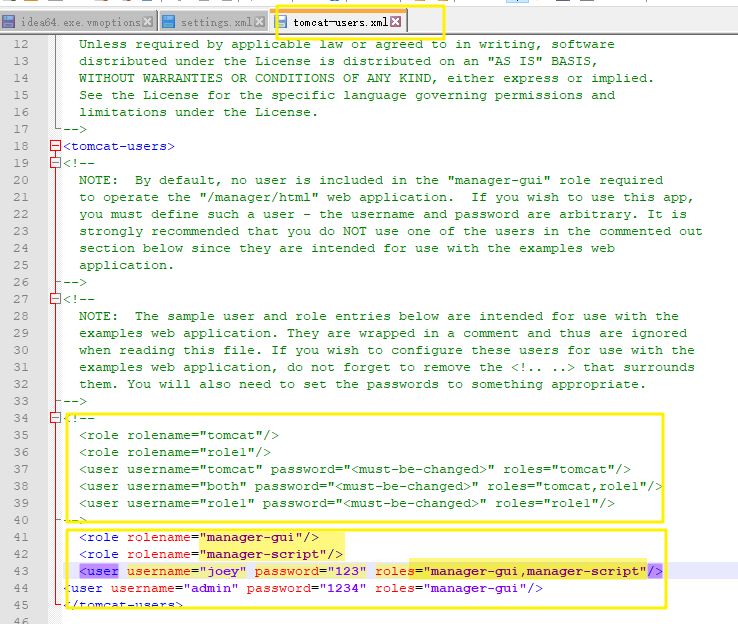 idea64.exe.vmoptions settings.xml tomcat-users.xml
12 Unless required by applicable law or agreed to in writing, software
13 distributed under the License is distributed on an "AS IS" BASIS,
14 WITHOUT WARRANTIES OR CONDITIONS OF ANY KIND, either express or implied.
15 See the License for the specific language governing permissions and
16 limitations under the License.
17 -->
18 <tomcat-users>
19 <!--
20 NOTE:  By default, no user is included in the "manager-gui" role required
21 to operate the "/manager/html" web application.  If you wish to use this app,
22 you must define such a user - the username and password are arbitrary. It is
23 strongly recommended that you do NOT use one of the users in the commented out
24 section below since they are intended for use with the examples web
25 application.
26 -->
27 <!--
28 NOTE:  The sample user and role entries below are intended for use with the
29 examples web application. They are wrapped in a comment and thus are ignored
30 when reading this file. If you wish to configure these users for use with the
31 examples web application, do not forget to remove the <!.. ..> that surrounds
32 them. You will also need to set the passwords to something appropriate.
33 -->
34 <!--
35 <role rolename="tomcat"/>
36 <role rolename="role1"/>
37 <user username="tomcat" password="<must-be-changed>" roles="tomcat"/>
38 <user username="both" password="<must-be-changed>" roles="tomcat,role1"/>
39 <user username="role1" password="<must-be-changed>" roles="role1"/>
40 -->
41 <role rolename="manager-gui"/>
42 <role rolename="manager-script"/>
43 <user username="joey" password="123" roles="manager-gui,manager-script"/>
44 <user username="admin" password="1234" roles="manager-gui"/>
45 </tomcat-users>
46